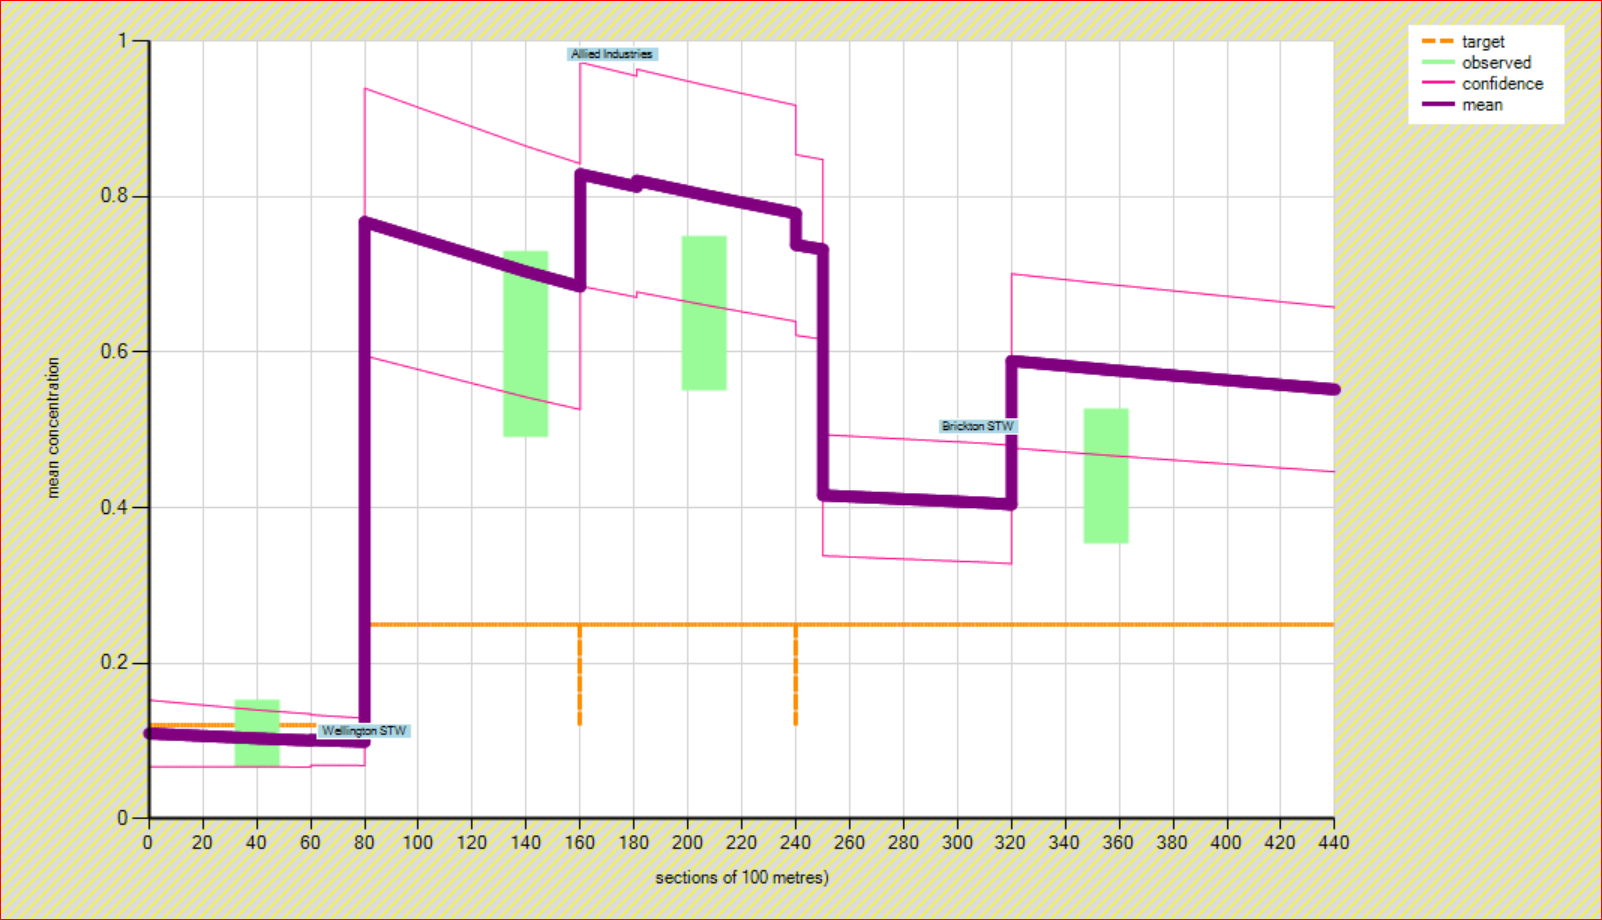 target
observed
confidence
mean
1
0.8
0.6
0.4
0.2
0
mean concentration
Allied Industries
Brickton STW
Wellington STW
0 20 40 60 80 100 120 140 160 180 200 220 240 260 280 300 320 340 360 380 400 420 440
sections of 100 metres)